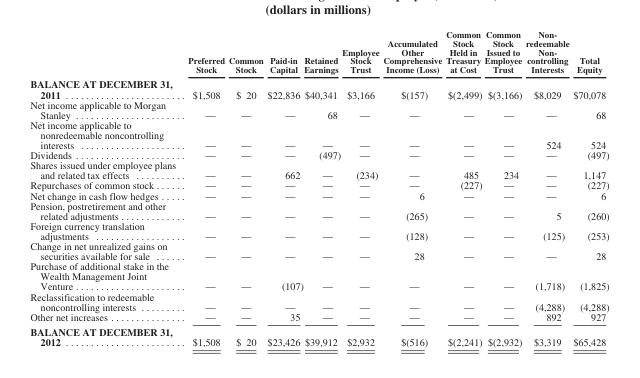 (dollars in millions)
Preferred Stock Common Stock Paid-in Capital Retained Earnings Employee Stock Trust Accumulated Other Comprehensive Income (Loss) Common Stock Held in Treasury at Cost Common Stock Issued to Employee Trust Non-redeemable Non-controlling Interests Total Equity
BALANCE AT DECEMBER 31,
2011 . . . . . . . . . . . . . . . . . . . . . . . $1,508 $ 20 $22,836 $40,341 $3,166 $(157) $(2,499) $(3,166) $8,029 $70,078
Net income applicable to Morgan
Stanley . . . . . . . . . . . . . . . . . . . . . — — — 68 — — — — — 68
Net income applicable to
nonredeemable noncontrolling
interests . . . . . . . . . . . . . . . . . . . . — — — — — — — — 524 524
Dividends . . . . . . . . . . . . . . . . . . . . . — — — (497) — — — — — (497)
Shares issued under employee plans
and related tax effects . . . . . . . . . . — — 662 — (234) — 485 234 — 1,147
Repurchases of common stock . . . . . . — — — — — — (227) — — (227)
Net change in cash flow hedges . . . . . — — — — — 6 — — — 6
Pension, postretirement and other
related adjustments . . . . . . . . . . . . . — — — — — (265) — — 5 (260)
Foreign currency translation
adjustments . . . . . . . . . . . . . . . . . . — — — — — (128) — — (125) (253)
Change in net unrealized gains on
securities available for sale . . . . . . — — — — — 28 — — — 28
Purchase of additional stake in the
Wealth Management Joint
Venture . . . . . . . . . . . . . . . . . . . . . — — (107) — — — — — (1,718) (1,825)
Reclassification to redeemable
noncontrolling interests . . . . . . . . . — — — — — — — — (4,288) (4,288)
Other net increases . . . . . . . . . . . . . . — — 35 — — — — — 892 927
BALANCE AT DECEMBER 31,
2012 . . . . . . . . . . . . . . . . . . . . . . . $1,508 $ 20 $23,426 $39,912 $2,932 $(516) $(2,241) $(2,932) $3,319 $65,428